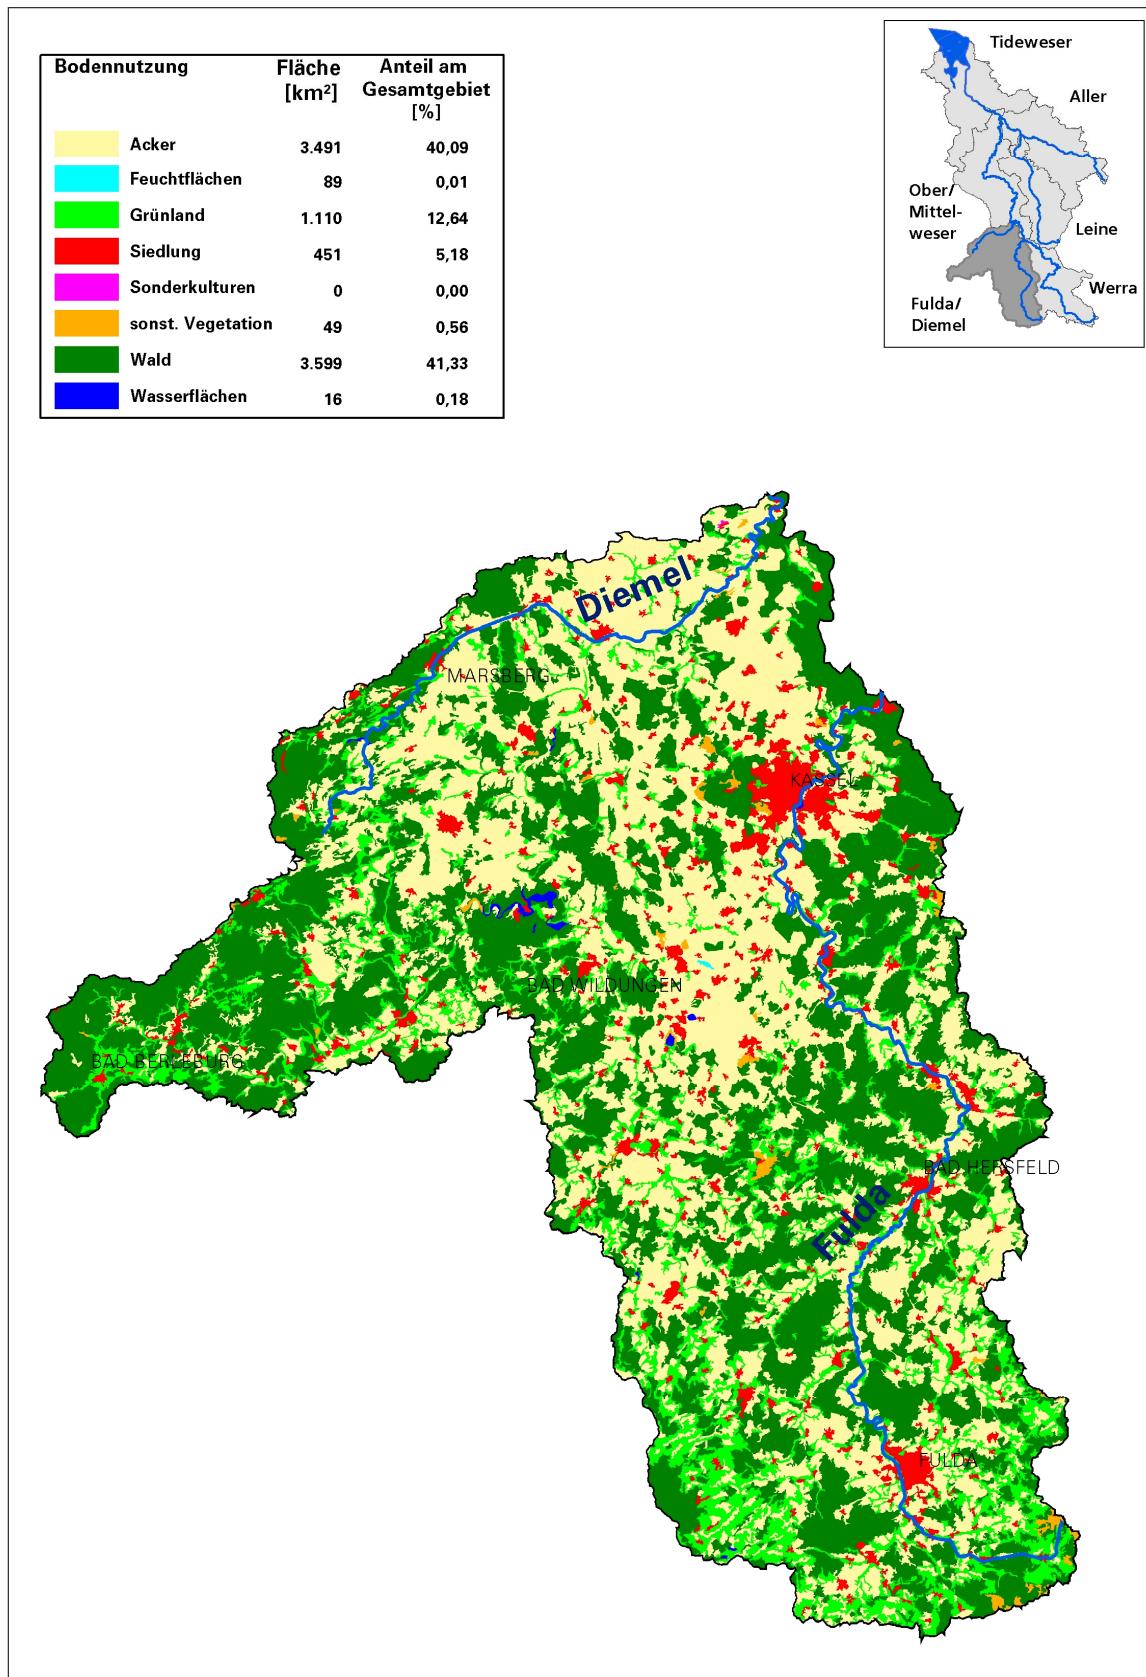 Bodennutzung Fläche Anteil am
[km²] Gesamtgebiet
[%]
Acker 3.491 40,09
Feuchtflächen 89 0,01
Grünland 1.110 12,64
Siedlung 451 5,18
Sonderkulturen 0 0,00
sonst. Vegetation 49 0,56
Wald 3.599 41,33
Wasserflächen 16 0,18
Tideweser
Aller
Ober/
Mittel-
weser
Leine
Werra
Fulda/
Diemel
Diemel
MARSBERG
KASSEL
BAD WILDUNGEN
BAD BERLEBURG
BAD HERSFELD
Fulda
FULDA